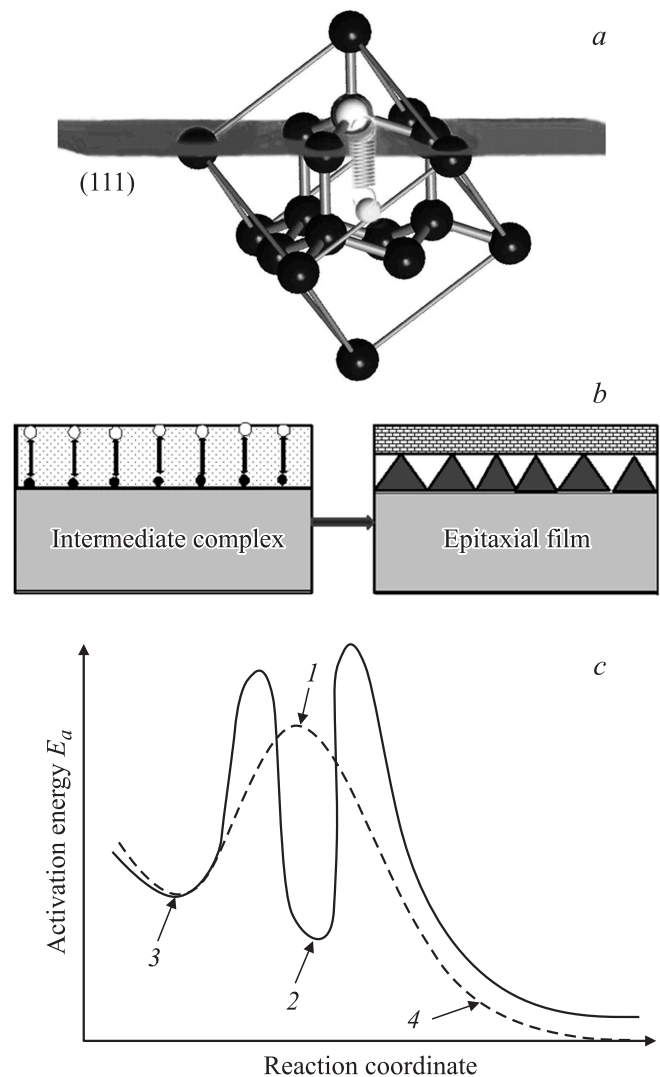 a
(111)
b
Intermediate complex
Epitaxial film
c
1
Activation energy Ea
3
2
4
Reaction coordinate